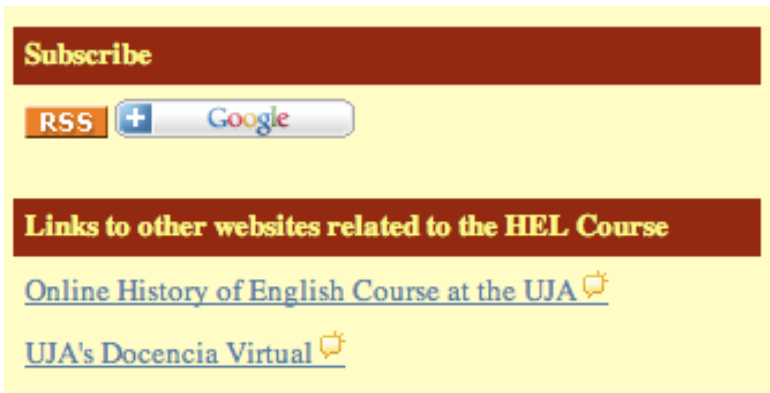 Subscribe
RSS + Google
Links to other websites related to the HEL Course
Online History of English Course at the UJA
UJA's Docencia Virtual